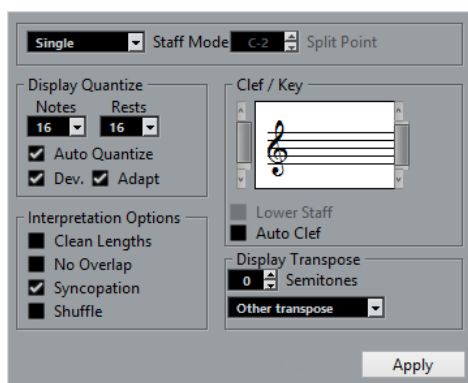 Single Staff Mode C-2 Split Point
Display Quantize
Notes Rests
16 16
Auto Quantize
Dev. Adapt
Interpretation Options
Clean Lengths
No Overlap
Syncopation
Shuffle
Clef / Key
Lower Staff
Auto Clef
Display Transpose
0 Semitones
Other transpose
Apply